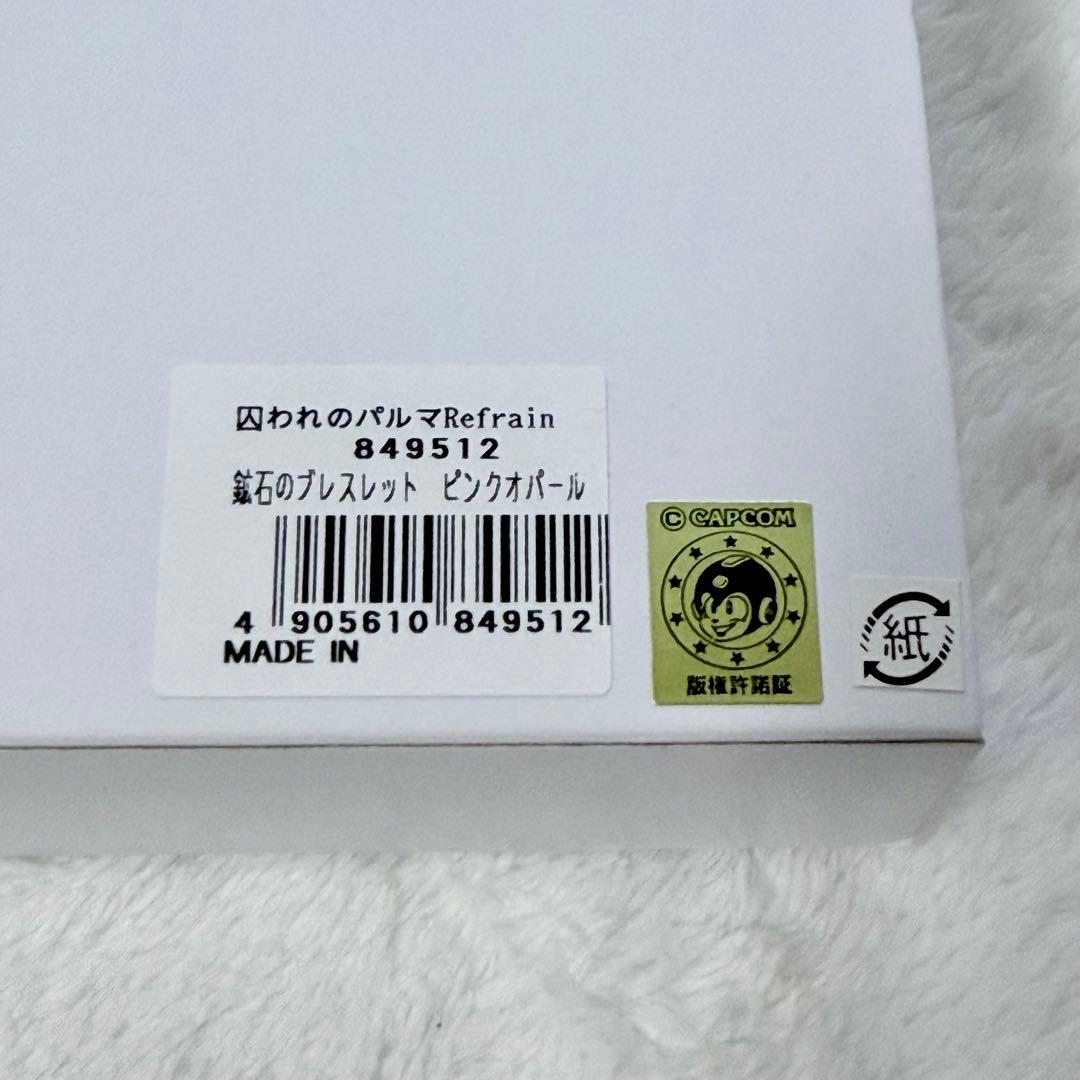 囚われのパルマRefrain
849512
鉱石のブレスレット ピンクオパール
4 905610 849512
MADE IN
© CAPCOM
版権許諾証
紙